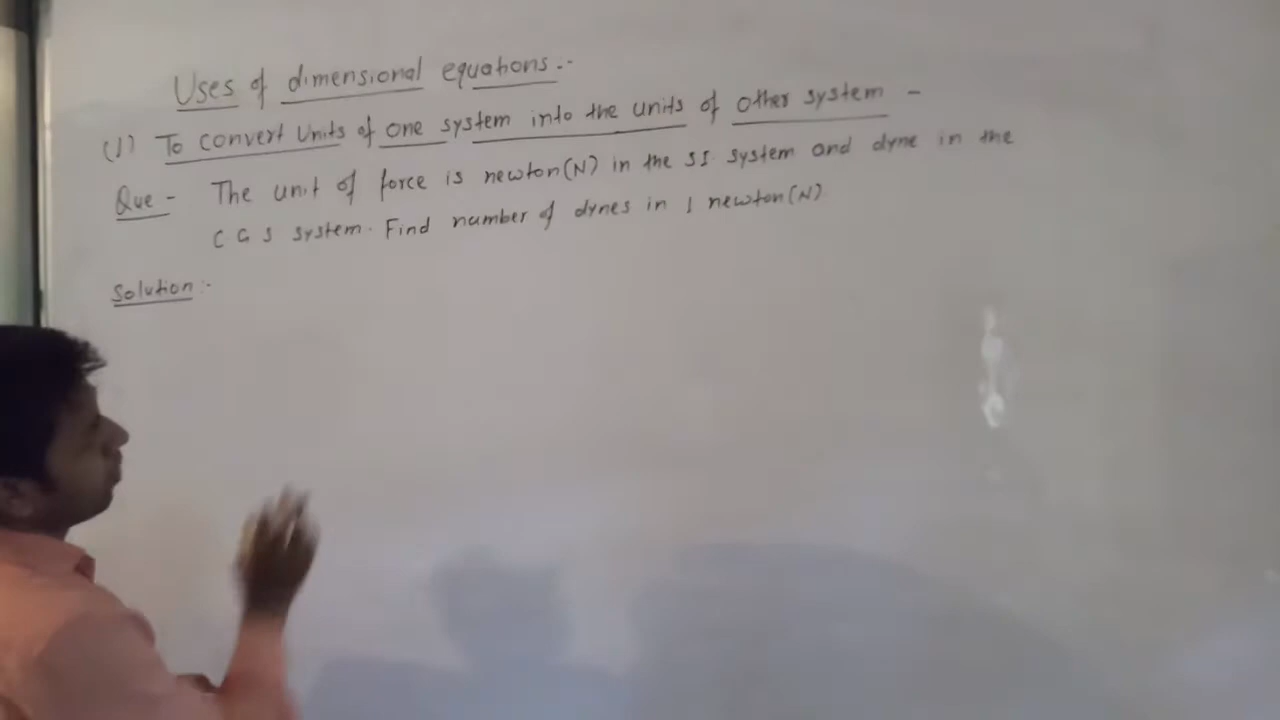 Uses of dimensional equations :-
(1) To convert units of one system into the units of other system -
Que - The unit of force is newton(N) in the SI system and dyne in the
C G S system. Find number of dynes in 1 newton(N).
Solution :-